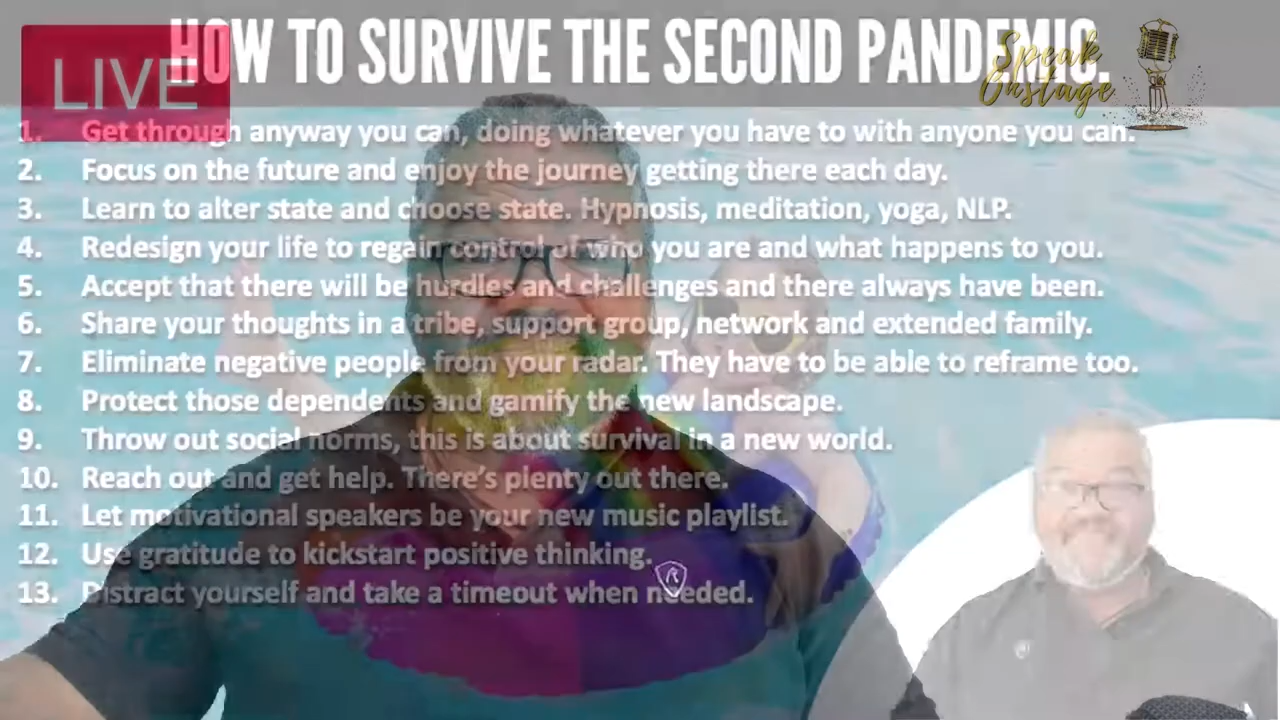 HOW TO SURVIVE THE SECOND PANDEMIC.
LIVE
Speak
Onstage
1. Get through anyway you can, doing whatever you have to with anyone you can.
2. Focus on the future and enjoy the journey getting there each day.
3. Learn to alter state and choose state. Hypnosis, meditation, yoga, NLP.
4. Redesign your life to regain control of who you are and what happens to you.
5. Accept that there will be hurdles and challenges and there always have been.
6. Share your thoughts in a tribe, support group, network and extended family.
7. Eliminate negative people from your radar. They have to be able to reframe too.
8. Protect those dependents and gamify the new landscape.
9. Throw out social norms, this is about survival in a new world.
10. Reach out and get help. There’s plenty out there.
11. Let motivational speakers be your new music playlist.
12. Use gratitude to kickstart positive thinking.
13. Distract yourself and take a timeout when needed.